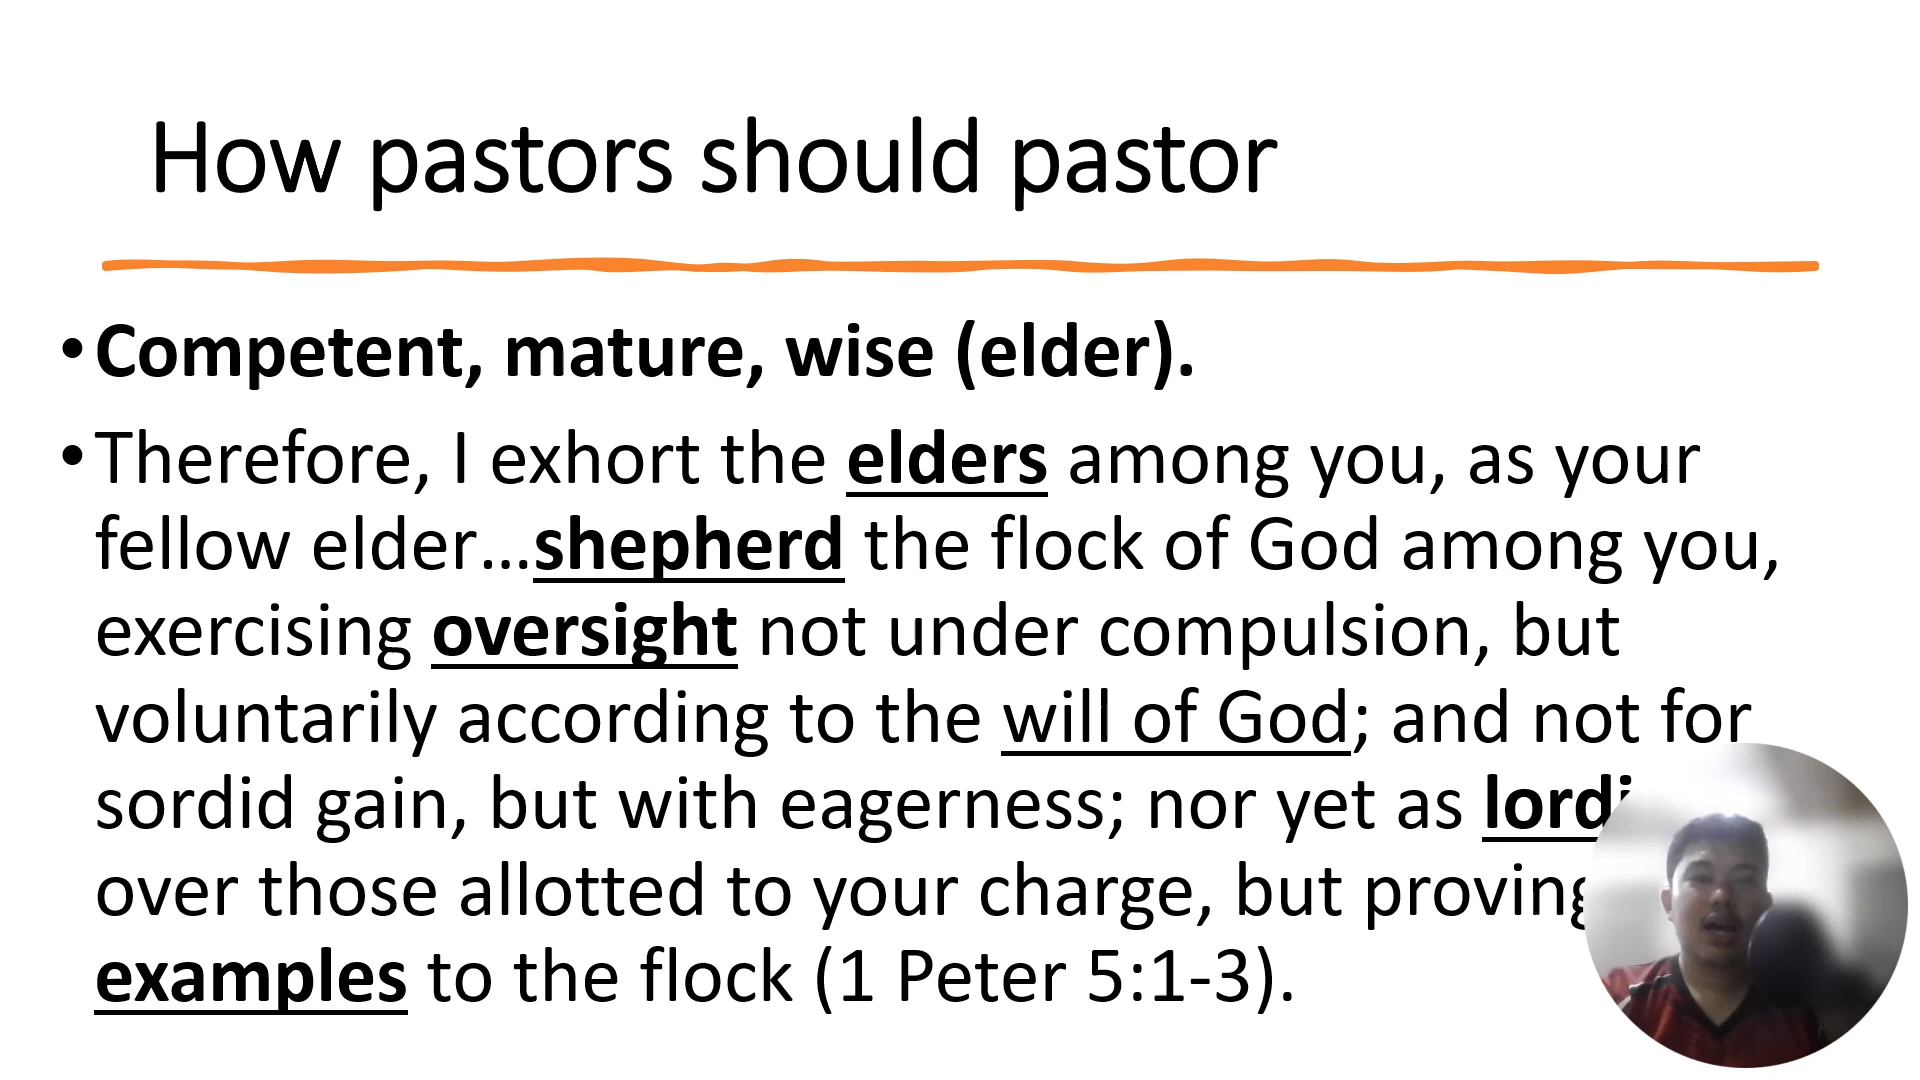 How pastors should pastor
•Competent, mature, wise (elder).
•Therefore, I exhort the elders among you, as your
fellow elder...shepherd the flock of God among you,
exercising oversight not under compulsion, but
voluntarily according to the will of God; and not for
sordid gain, but with eagerness; nor yet as
over those allotted to your charge, but proving
examples to the flock (1 Peter 5:1-3).